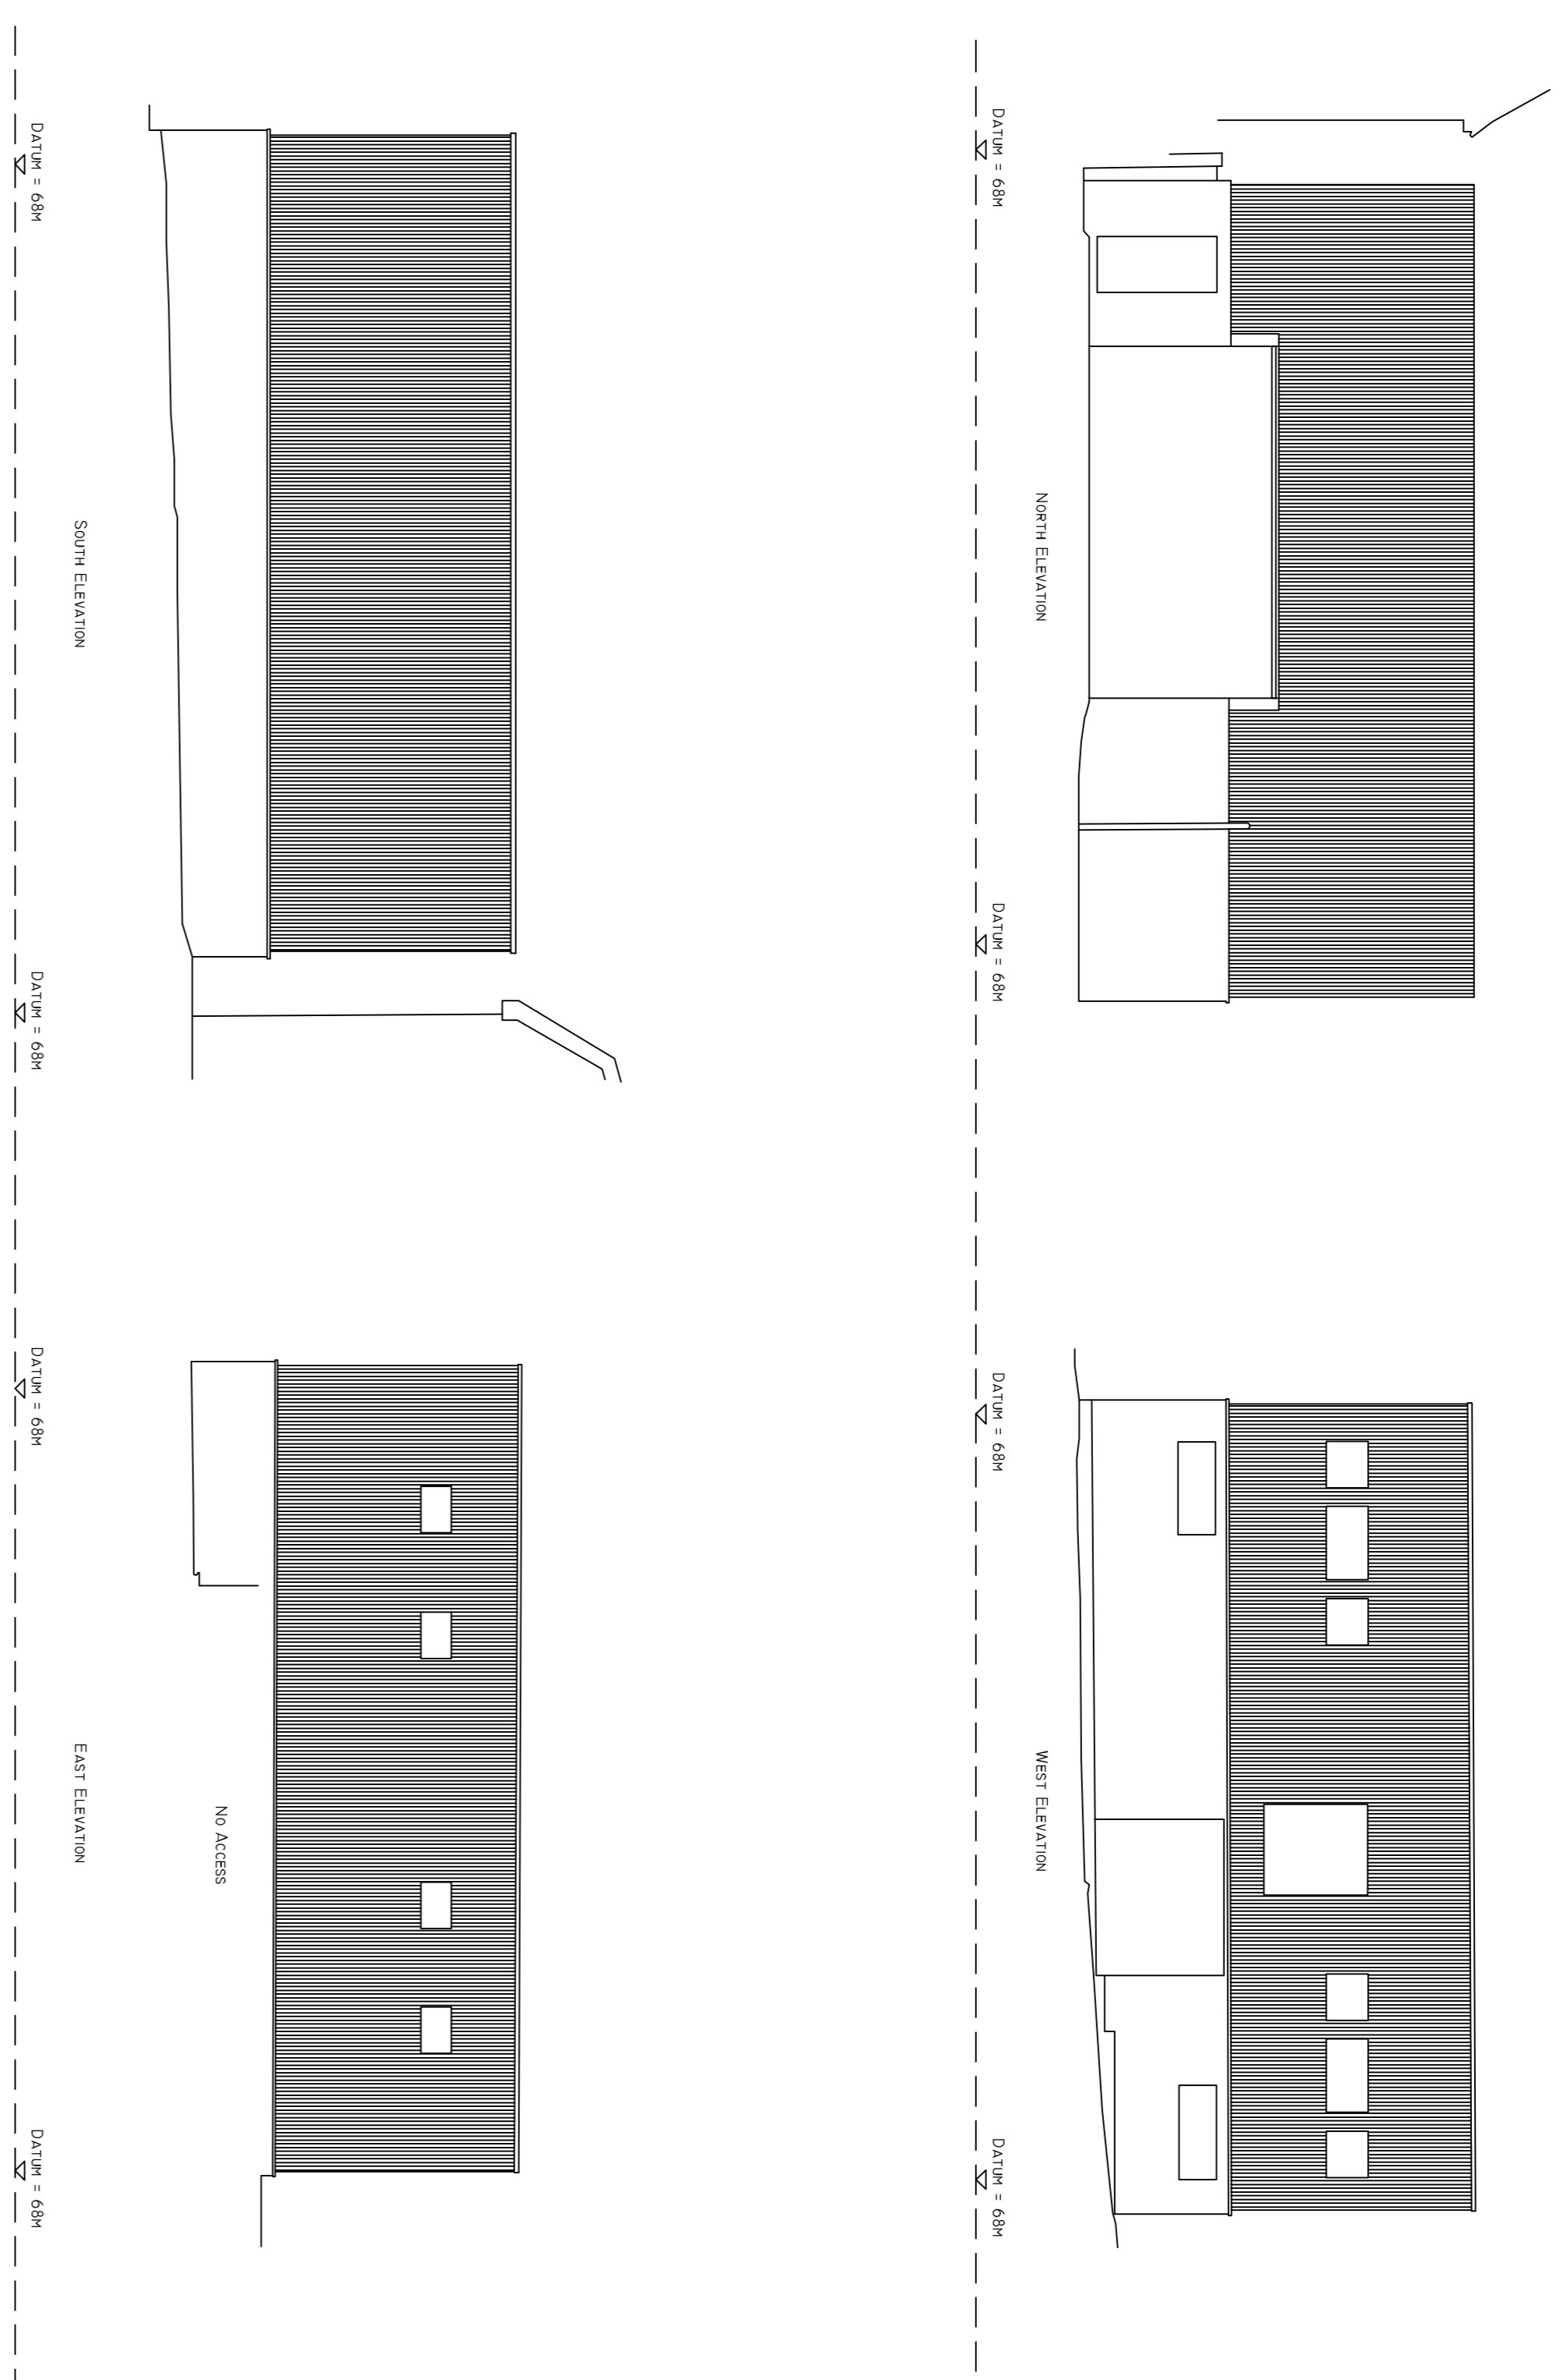 Datum = 68m
Datum = 68m
Datum = 68m
Datum = 68m
North Elevation
West Elevation
Datum = 68m
Datum = 68m
Datum = 68m
Datum = 68m
No Access
South Elevation
East Elevation